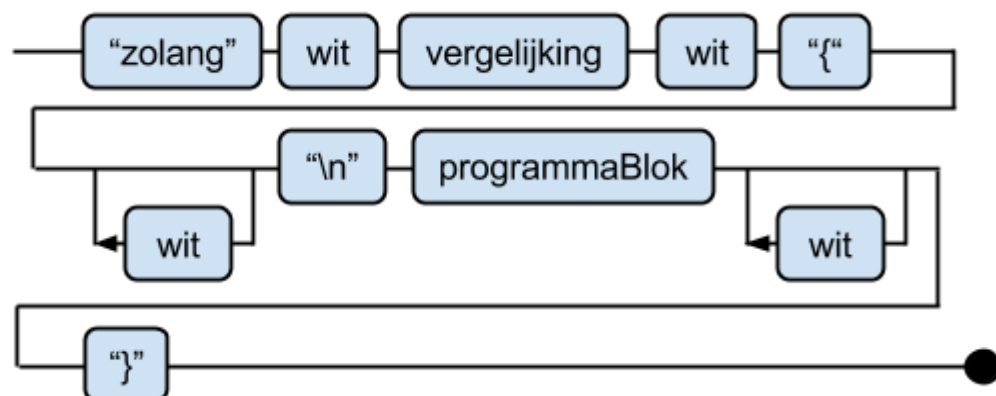 “zolang” wit vergelijking wit “{“
“\n” programmaBlok
wit wit
“}”